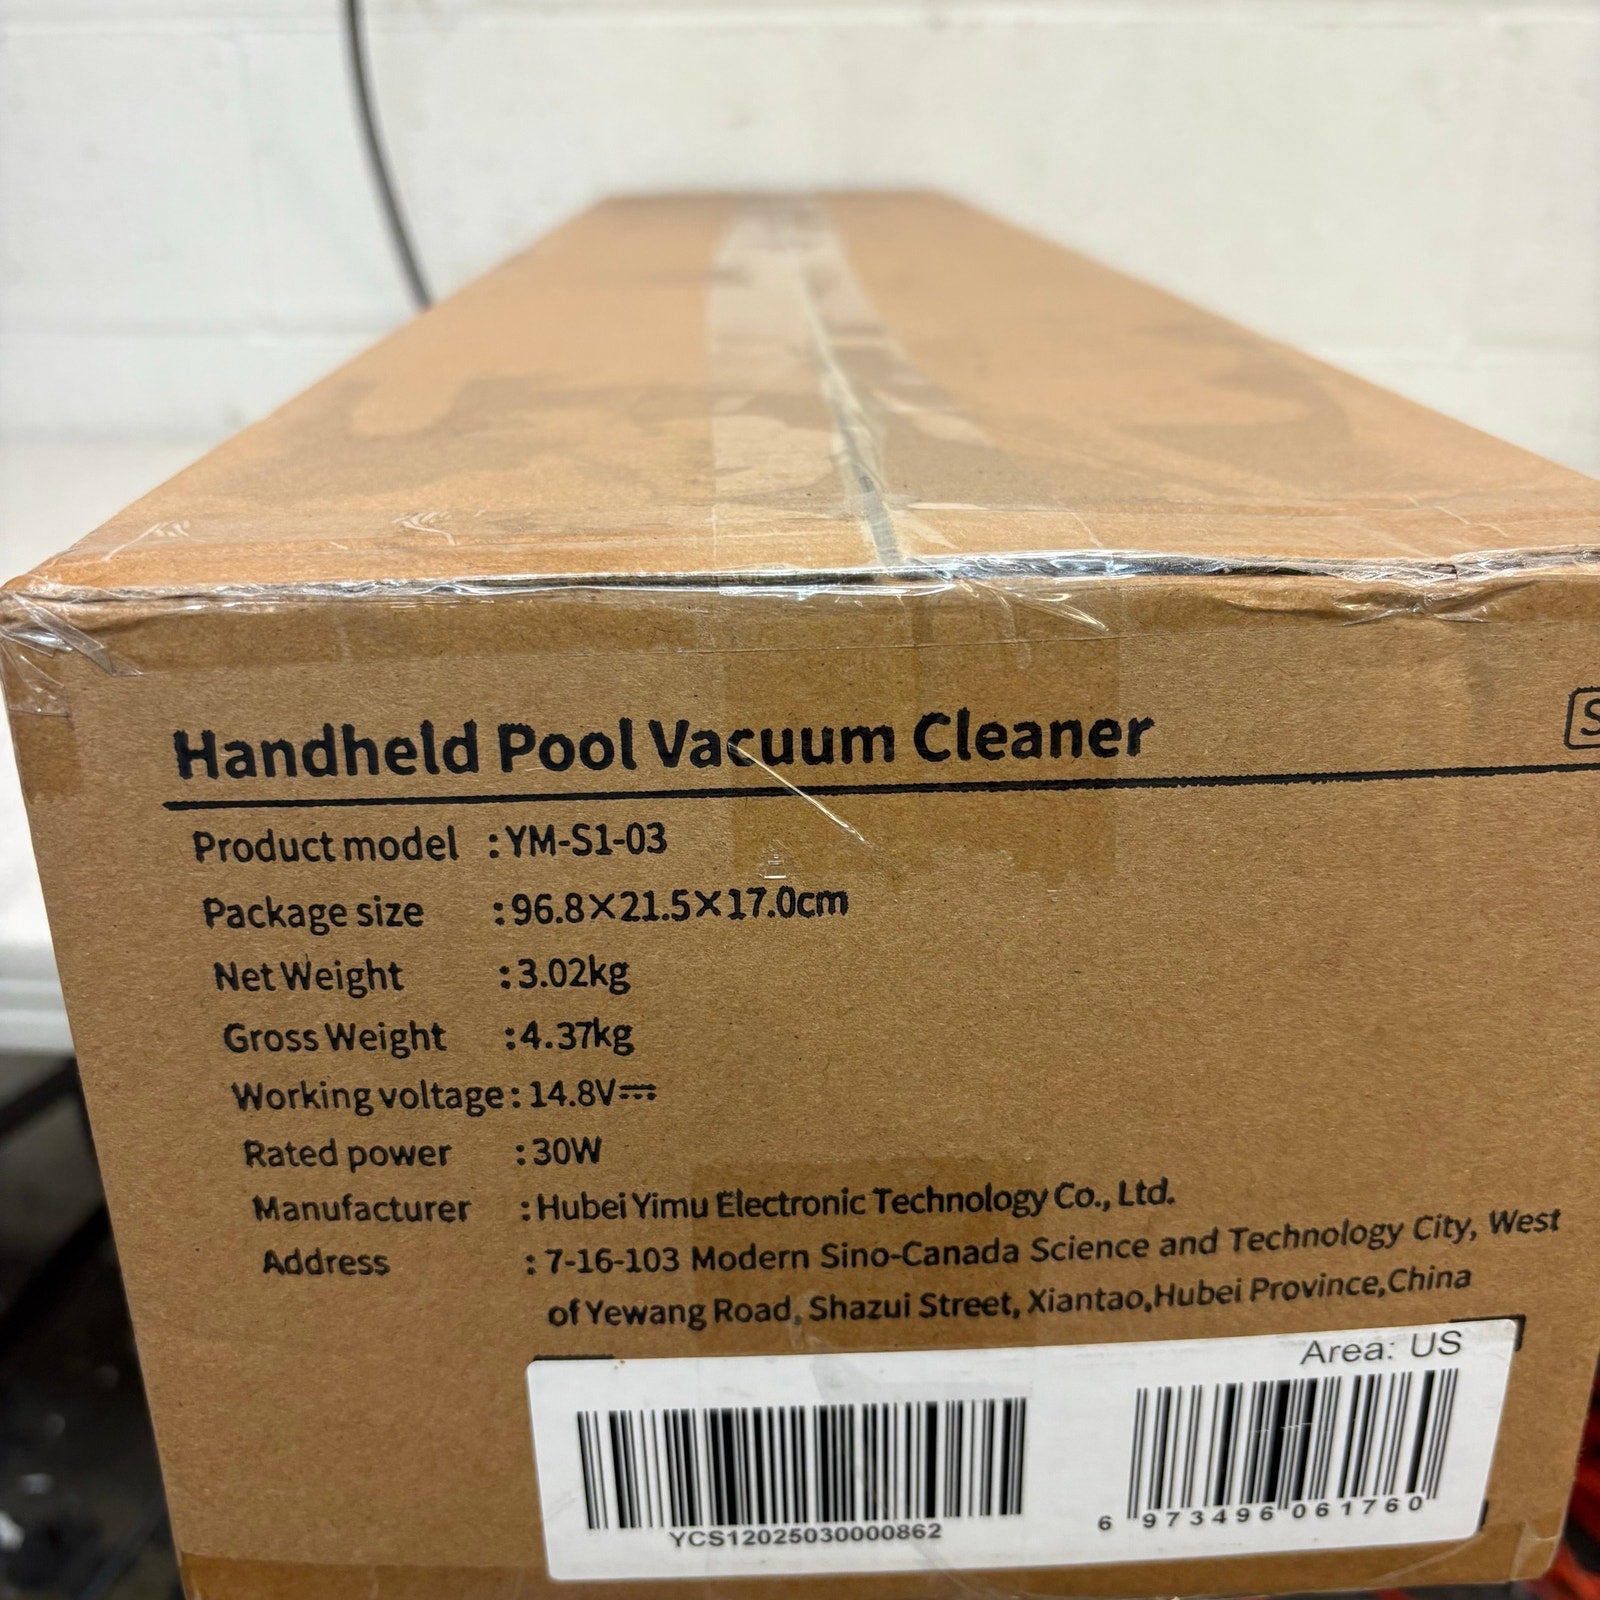 Handheld Pool Vacuum Cleaner
S
Product model :YM-S1-03
Package size :96.8×21.5×17.0cm
Net Weight :3.02kg
Gross Weight :4.37kg
Working voltage: 14.8V⎓
Rated power :30W
Manufacturer :Hubei Yimu Electronic Technology Co., Ltd.
Address : 7-16-103 Modern Sino-Canada Science and Technology City, West
of Yewang Road, Shazui Street, Xiantao,Hubei Province,China
Area: US
YCS12025030000862
6 973496 061760